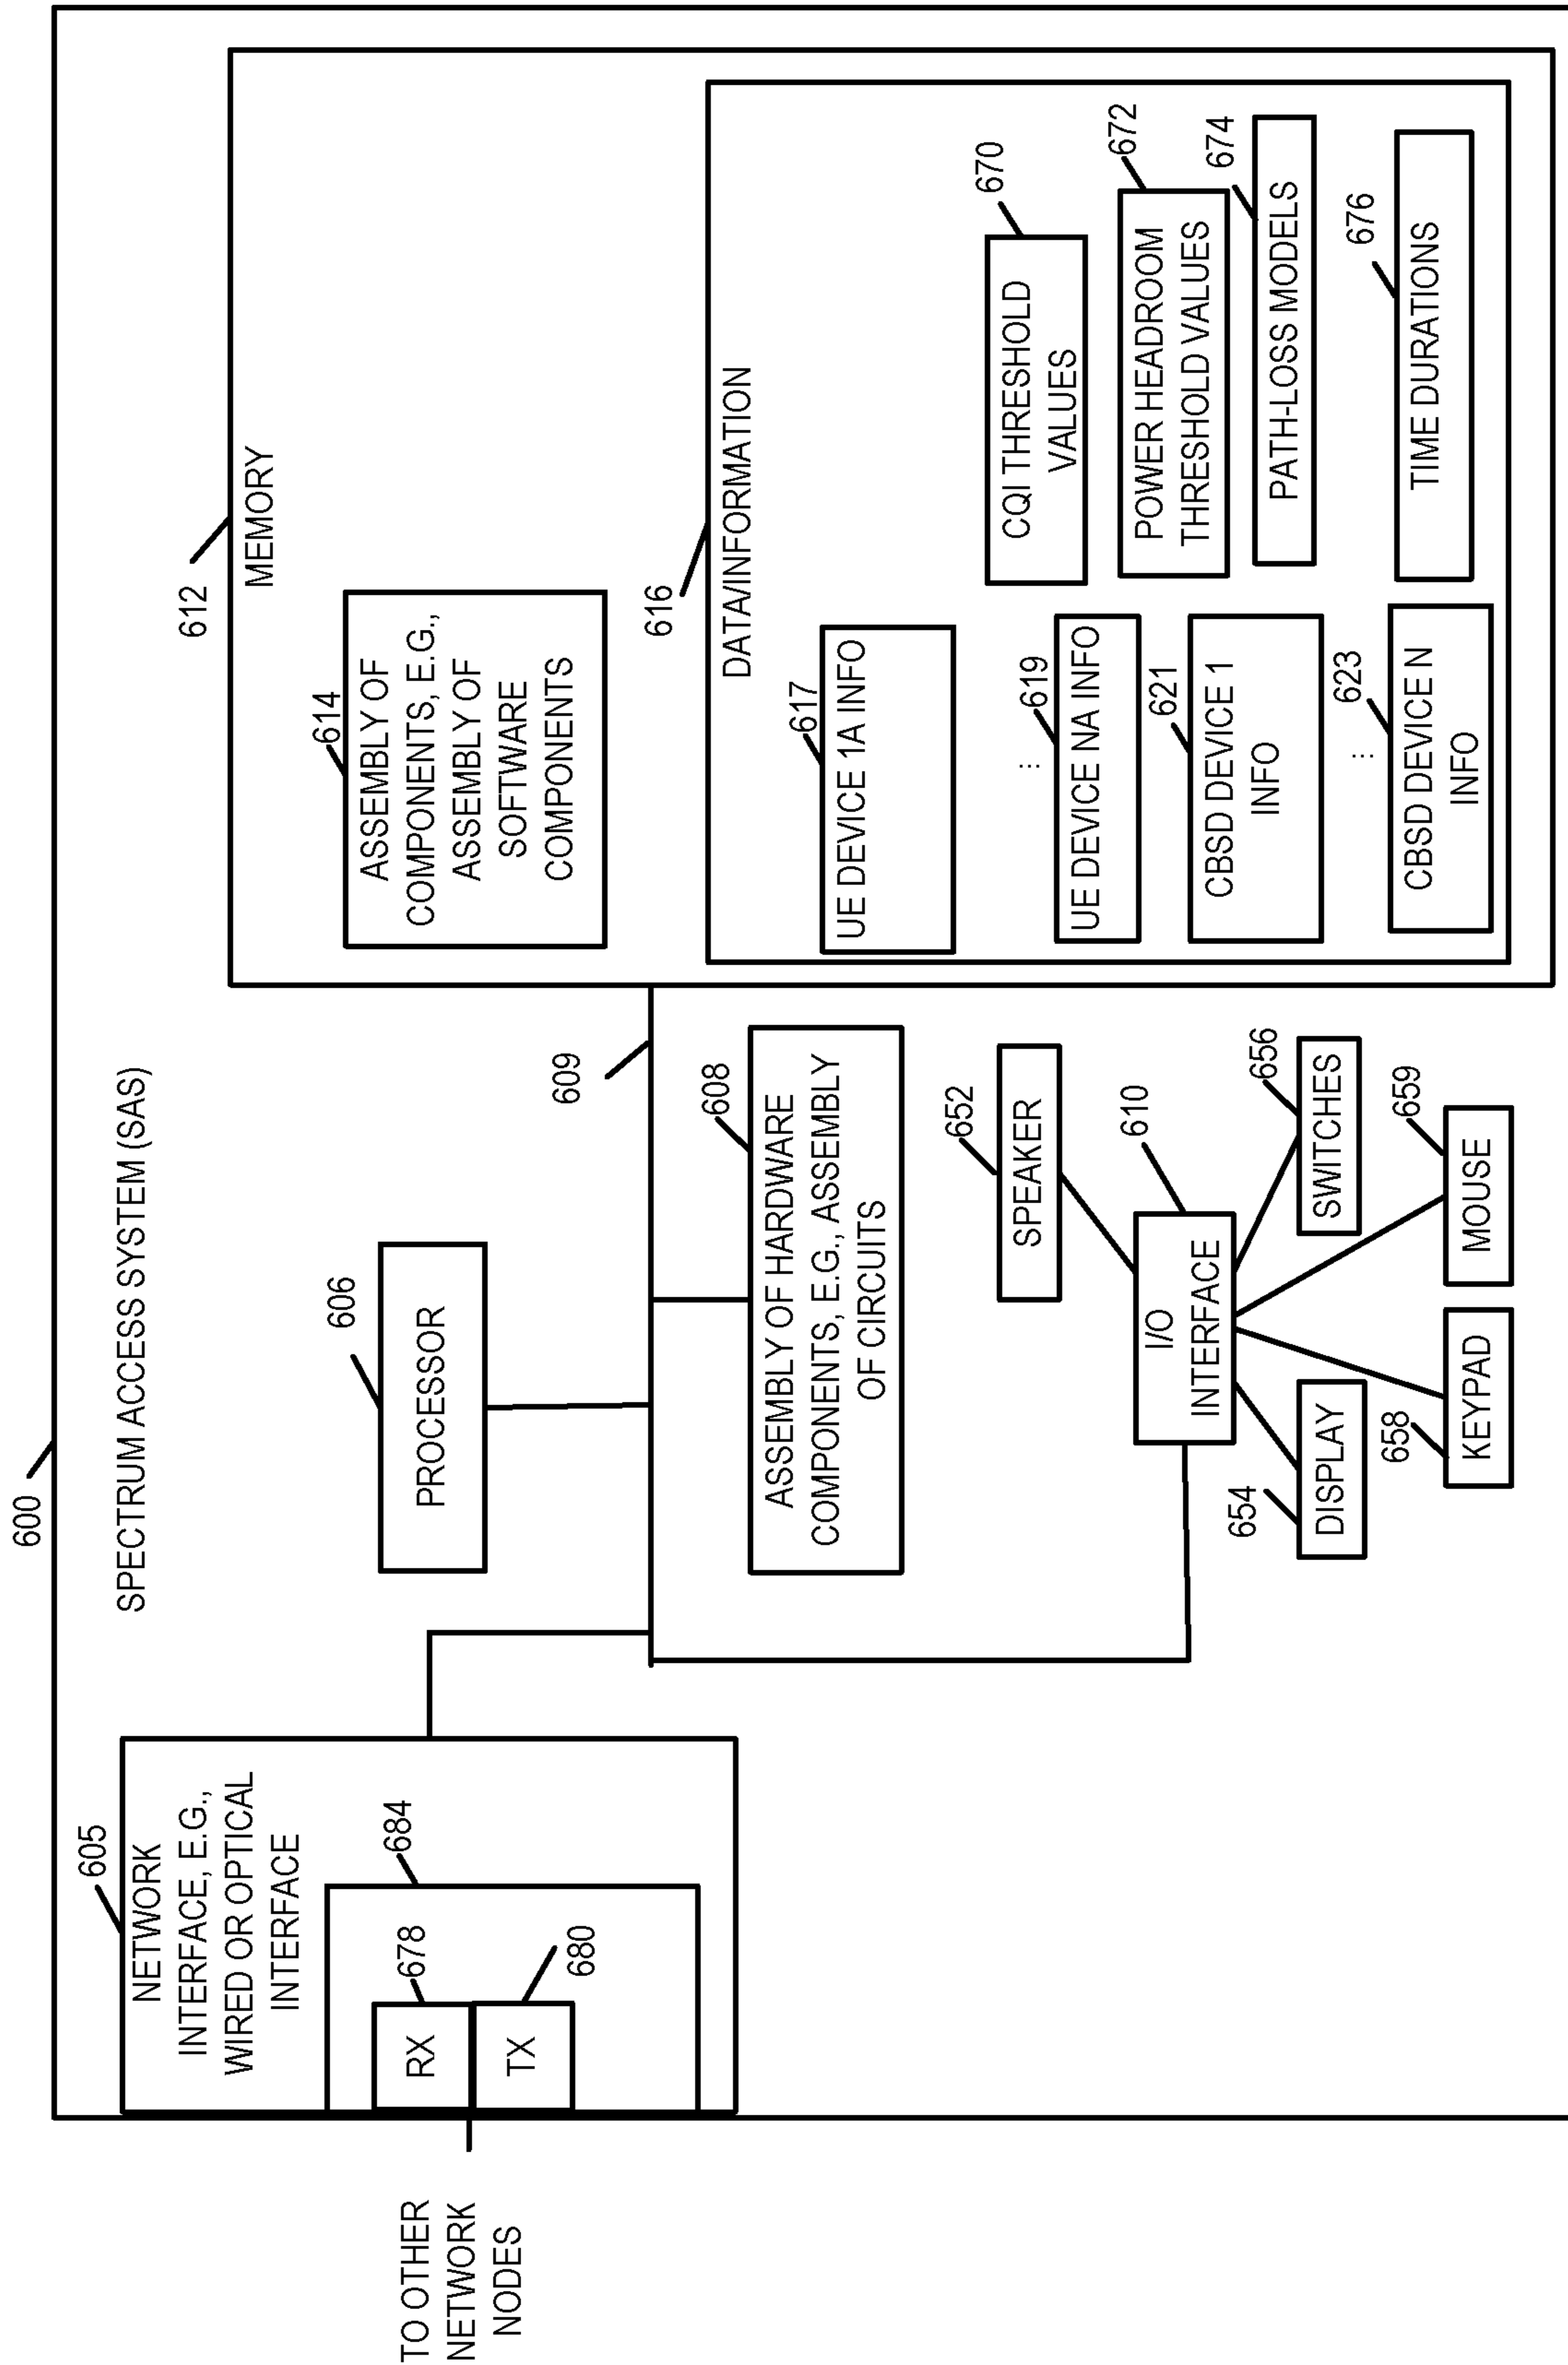 600
SPECTRUM ACCESS SYSTEM (SAS)
605
NETWORK
INTERFACE, E.G.,
WIRED OR OPTICAL
INTERFACE
684
RX
678
TX
680
TO OTHER
NETWORK
NODES
606
PROCESSOR
609
608
ASSEMBLY OF HARDWARE
COMPONENTS, E.G., ASSEMBLY
OF CIRCUITS
652
SPEAKER
610
I/O
INTERFACE
654
DISPLAY
656
SWITCHES
658
KEYPAD
659
MOUSE
612
MEMORY
614
ASSEMBLY OF
COMPONENTS, E.G.,
ASSEMBLY OF
SOFTWARE
COMPONENTS
616
DATA/INFORMATION
617
UE DEVICE 1A INFO
...
619
UE DEVICE NA INFO
621
CBSD DEVICE 1
INFO
...
623
CBSD DEVICE N
INFO
670
CQI THRESHOLD
VALUES
672
POWER HEADROOM
THRESHOLD VALUES
674
PATH-LOSS MODELS
676
TIME DURATIONS